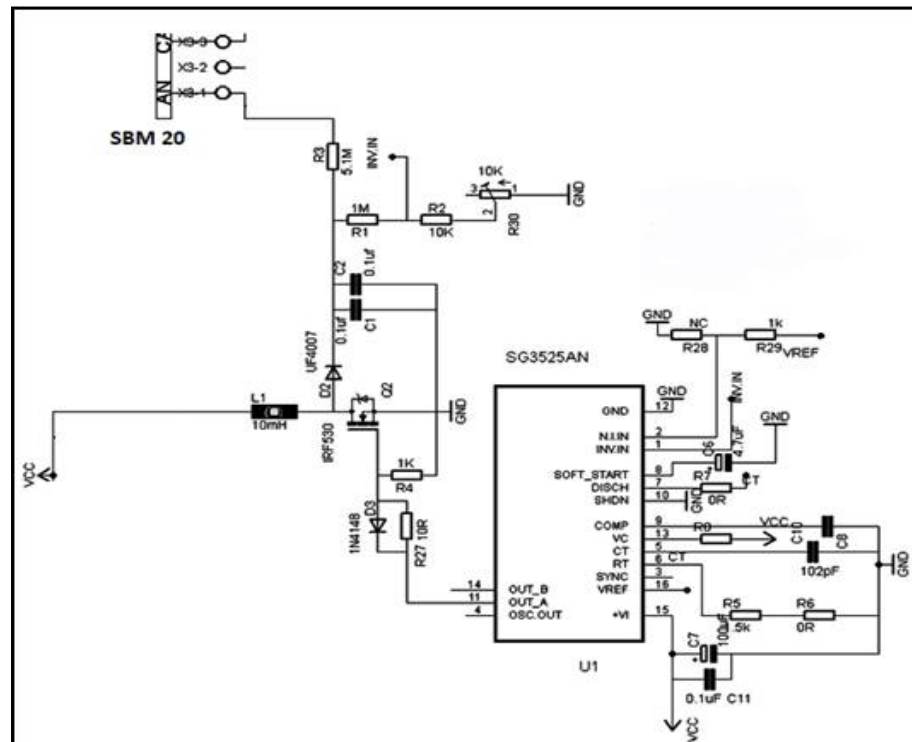 CA
X3-3
X3-2
AN
X3-1
SBM 20
R3
5.1M
INV.IN
10K
3
1
2
R30
GND
1M
R1
R2
10K
C2
0.1uf
0.1uf
C1
UF4007
D2
Q2
GND
L1
10mH
IRF530
VCC
1K
R4
1N4148
D3
R27 10R
SG3525AN
GND
NC
R28
1k
R29
VREF
GND
12
GND
INV.IN
N.I.IN
2
INV.IN
1
C6
4.7uF
GND
SOFT_START
8
DISCH
7
R7
0R
CT
SHDN
10
GND
COMP
9
C10
C8
VC
13
VCC
CT
5
102pF
GND
RT
6
CT
SYNC
3
VREF
16
14
OUT_B
11
OUT_A
4
OSC.OUT
R5
.5k
R6
0R
+VI
15
C7
100uF
+
U1
0.1uF C11
VCC